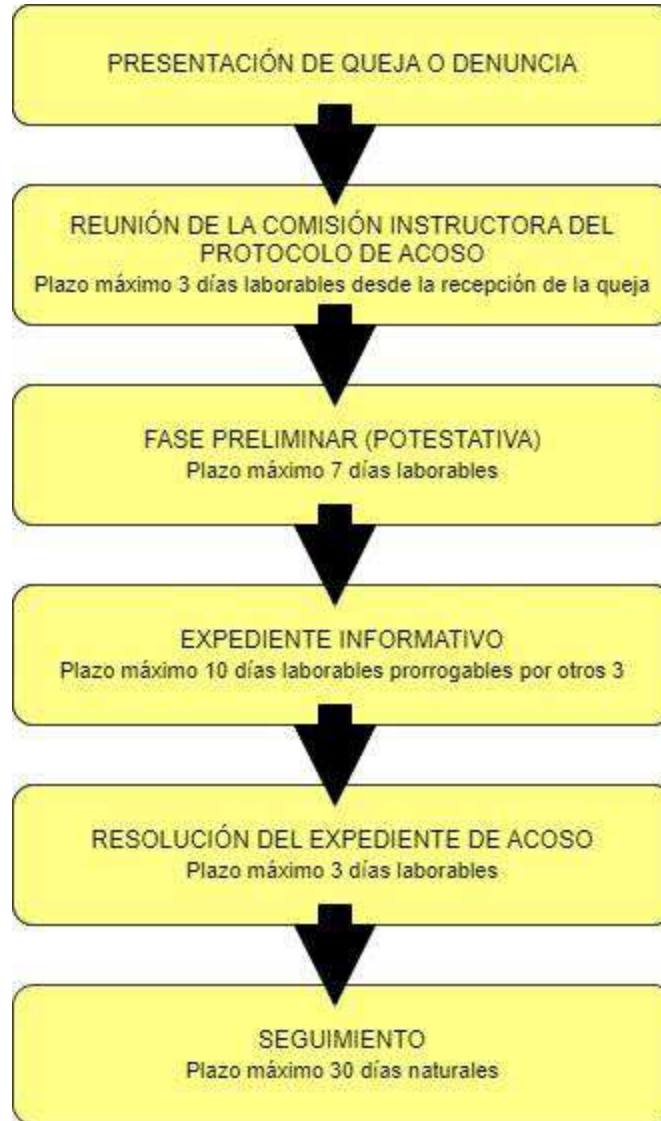 PRESENTACIÓN DE QUEJA O DENUNCIA
REUNIÓN DE LA COMISIÓN INSTRUCTORA DEL
PROTOCOLO DE ACOSO
Plazo máximo 3 días laborables desde la recepción de la queja
FASE PRELIMINAR (POTESTATIVA)
Plazo máximo 7 días laborables
EXPEDIENTE INFORMATIVO
Plazo máximo 10 días laborables prorrogables por otros 3
RESOLUCIÓN DEL EXPEDIENTE DE ACOSO
Plazo máximo 3 días laborables
SEGUIMIENTO
Plazo máximo 30 días naturales